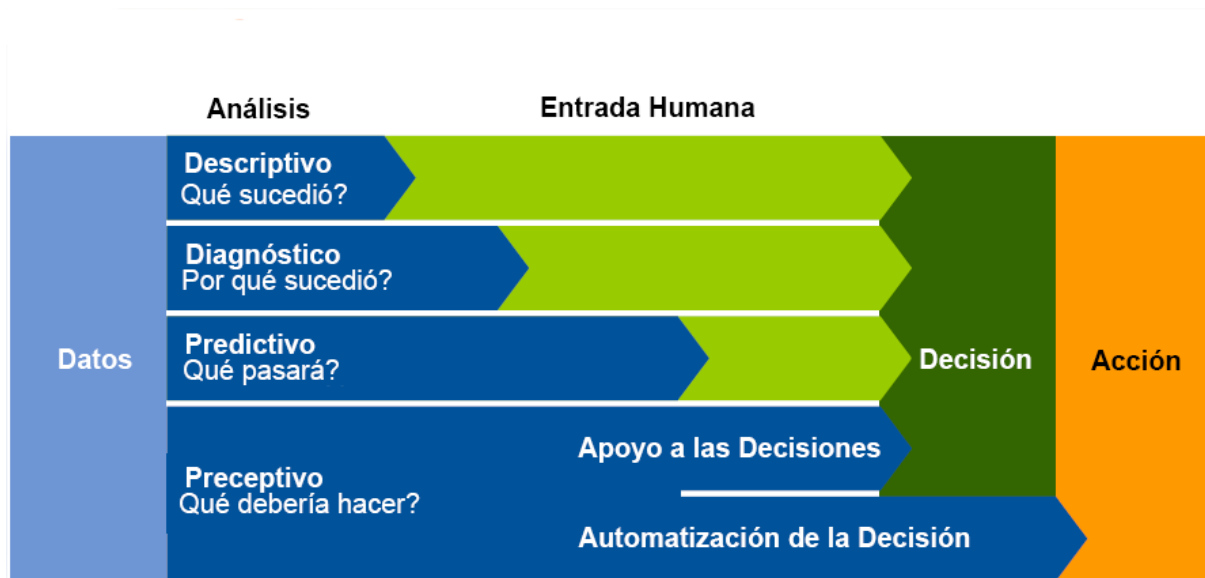 Análisis
Entrada Humana
Descriptivo
Qué sucedió?
Diagnóstico
Por qué sucedió?
Predictivo
Qué pasará?
Datos
Decisión
Acción
Apoyo a las Decisiones
Preceptivo
Qué debería hacer?
Automatización de la Decisión